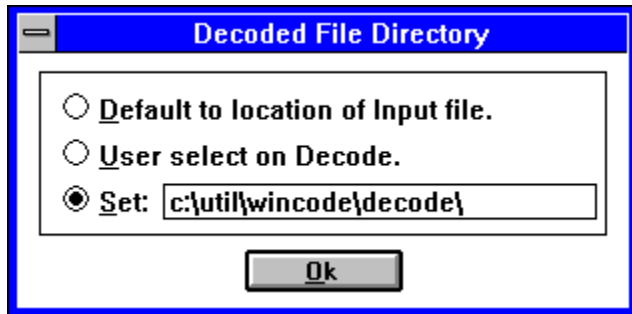 Decoded File Directory
Default to location of Input file.
User select on Decode.
Set: c:\util\wincode\decode\
Ok